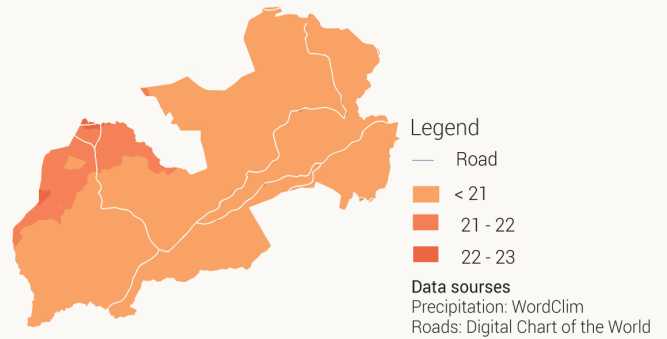 Legend
Road
< 21
21 - 22
22 - 23
Data sourses
Precipitation: WordClim
Roads: Digital Chart of the World